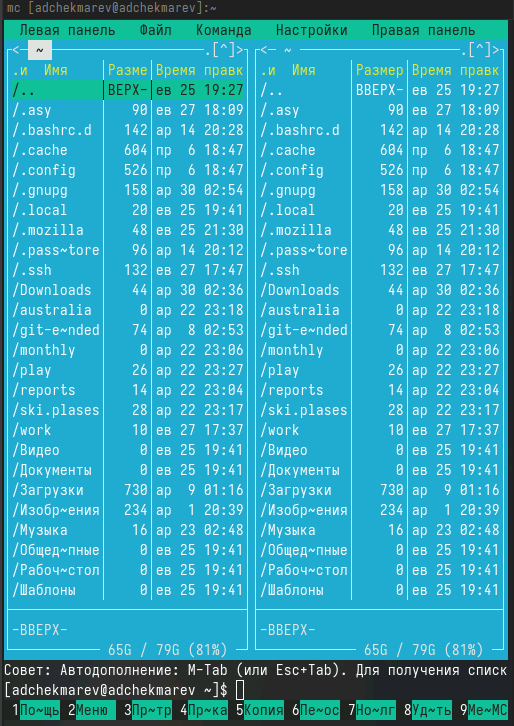 mc [adchekmarev@adchekmarev]:~
Левая панель Файл Команда Настройки Правая панель
<─ ~ .[^]> <─ ~ .[^]>
.и Имя Разме Время правк .и Имя Размер Время правк
/.. ВЕРХ- ев 25 19:27 /.. ВВЕРХ- ев 25 19:27
/.asy 90 ев 27 18:09 /.asy 90 ев 27 18:09
/.bashrc.d 142 ар 14 20:28 /.bashrc.d 142 ар 14 20:28
/.cache 604 пр 6 18:47 /.cache 604 пр 6 18:47
/.config 526 пр 6 18:47 /.config 526 пр 6 18:47
/.gnupg 158 ар 30 02:54 /.gnupg 158 ар 30 02:54
/.local 20 ев 25 19:41 /.local 20 ев 25 19:41
/.mozilla 48 ев 25 21:30 /.mozilla 48 ев 25 21:30
/.pass~tore 96 ар 14 20:12 /.pass~tore 96 ар 14 20:12
/.ssh 132 ев 27 17:47 /.ssh 132 ев 27 17:47
/Downloads 44 ар 30 02:36 /Downloads 44 ар 30 02:36
/australia 0 ар 22 23:18 /australia 0 ар 22 23:18
/git-e~nded 74 ар 8 02:53 /git-e~nded 74 ар 8 02:53
/monthly 0 ар 22 23:06 /monthly 0 ар 22 23:06
/play 26 ар 22 23:27 /play 26 ар 22 23:27
/reports 14 ар 22 23:04 /reports 14 ар 22 23:04
/ski.plases 28 ар 22 23:17 /ski.plases 28 ар 22 23:17
/work 10 ев 27 17:37 /work 10 ев 27 17:37
/Видео 0 ев 25 19:41 /Видео 0 ев 25 19:41
/Документы 0 ев 25 19:41 /Документы 0 ев 25 19:41
/Загрузки 730 ар 9 01:16 /Загрузки 730 ар 9 01:16
/Изобр~ения 234 ар 1 20:39 /Изобр~ения 234 ар 1 20:39
/Музыка 16 ар 23 02:48 /Музыка 16 ар 23 02:48
/Общед~пные 0 ев 25 19:41 /Общед~пные 0 ев 25 19:41
/Рабоч~стол 0 ев 25 19:41 /Рабоч~стол 0 ев 25 19:41
/Шаблоны 0 ев 25 19:41 /Шаблоны 0 ев 25 19:41
-ВВЕРХ- -ВВЕРХ-
65G / 79G (81%) 65G / 79G (81%)
Совет: Автодополнение: M-Tab (или Esc+Tab). Для получения списк
[adchekmarev@adchekmarev ~]$
1По~щь 2Меню 3Пр~тр 4Пр~ка 5Копия 6Пе~ос 7Но~лг 8Уд~ть 9Ме~МС